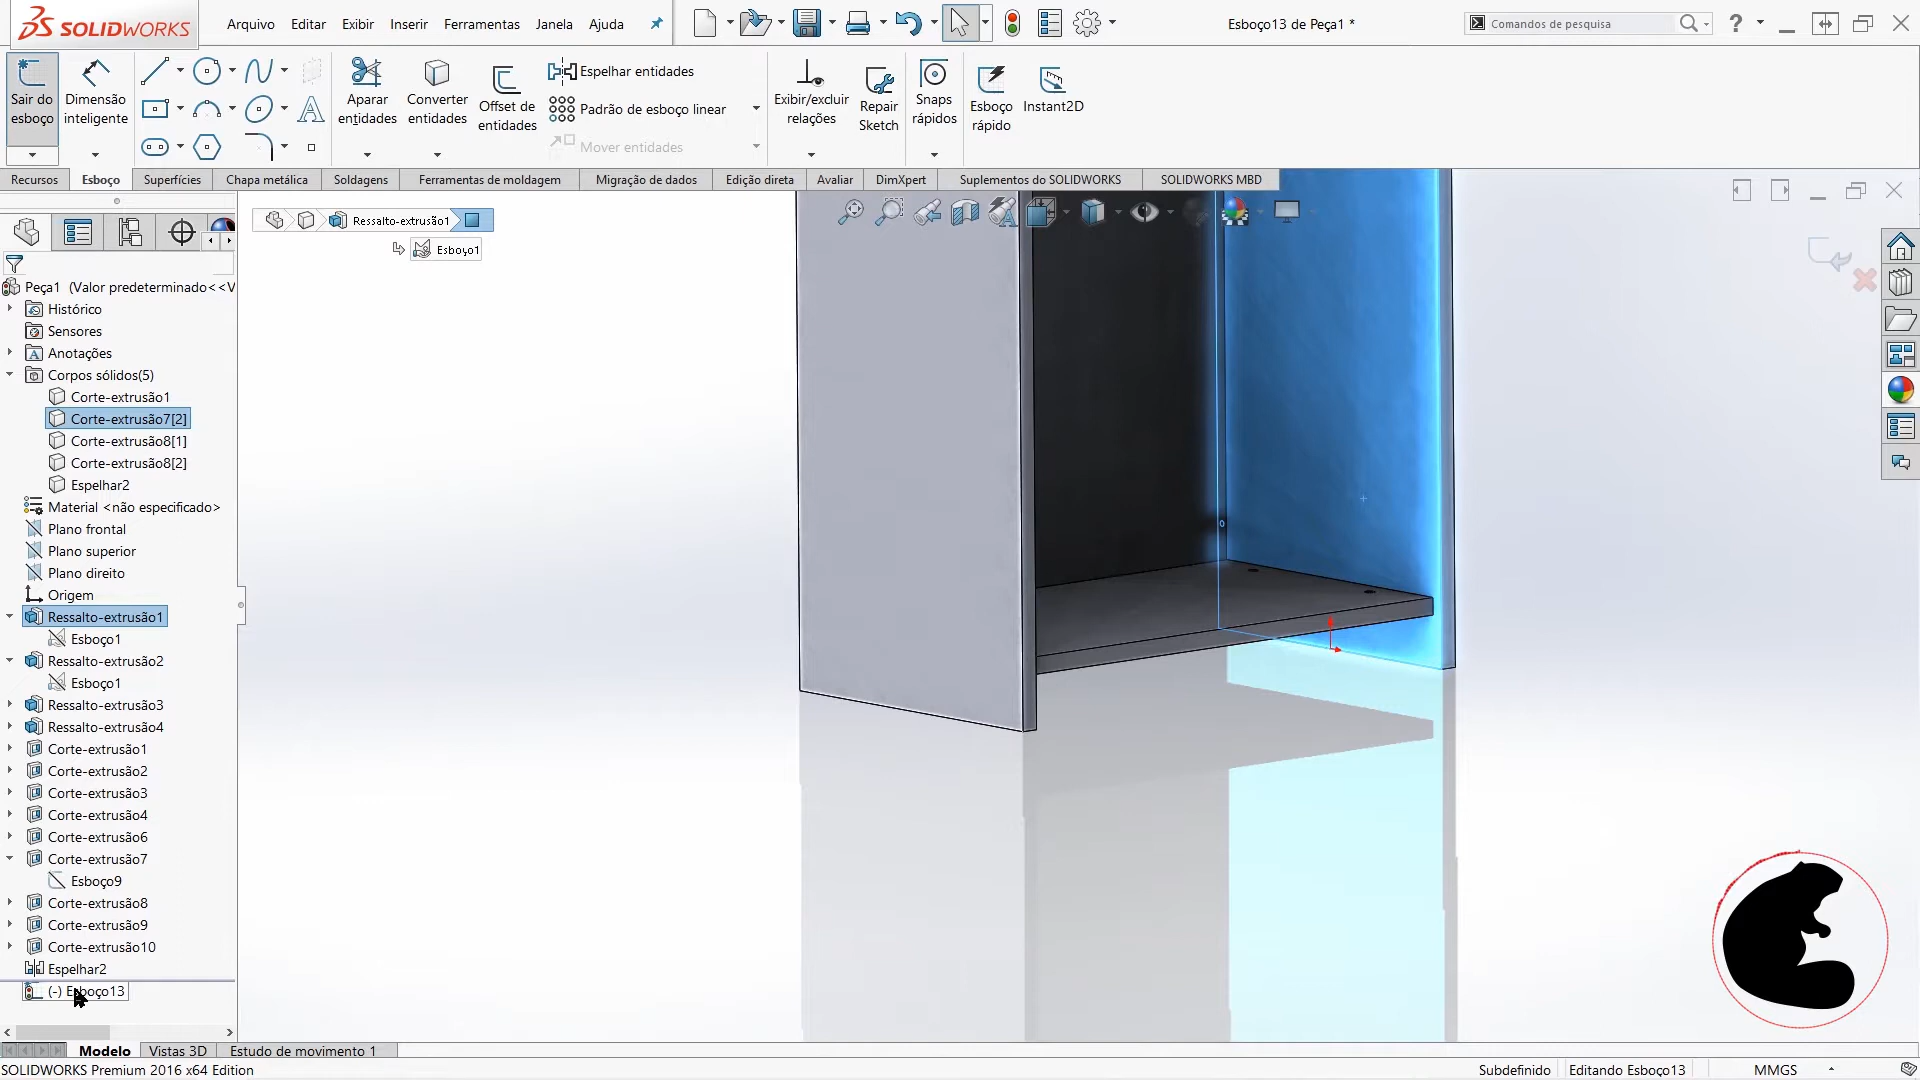 SOLIDWORKS
Arquivo Editar Exibir Inserir Ferramentas Janela Ajuda
Esboço13 de Peça1 *
Comandos de pesquisa
Sair do esboço
Dimensão inteligente
Aparar entidades
Converter entidades
Offset de entidades
Espelhar entidades
Padrão de esboço linear
Mover entidades
Exibir/excluir relações
Repair Sketch
Snaps rápidos
Esboço rápido
Instant2D
Recursos Esboço Superfícies Chapa metálica Soldagens Ferramentas de moldagem Migração de dados Edição direta Avaliar DimXpert Suplementos do SOLIDWORKS SOLIDWORKS MBD
Ressalto-extrusão1
Esboço1
Peça1 (Valor predeterminado<<V
Histórico
Sensores
Anotações
Corpos sólidos(5)
Corte-extrusão1
Corte-extrusão7[2]
Corte-extrusão8[1]
Corte-extrusão8[2]
Espelhar2
Material <não especificado>
Plano frontal
Plano superior
Plano direito
Origem
Ressalto-extrusão1
Esboço1
Ressalto-extrusão2
Esboço1
Ressalto-extrusão3
Ressalto-extrusão4
Corte-extrusão1
Corte-extrusão2
Corte-extrusão3
Corte-extrusão4
Corte-extrusão6
Corte-extrusão7
Esboço9
Corte-extrusão8
Corte-extrusão9
Corte-extrusão10
Espelhar2
(-) Esboço13
Modelo Vistas 3D Estudo de movimento 1
SOLIDWORKS Premium 2016 x64 Edition
Subdefinido Editando Esboço13 MMGS